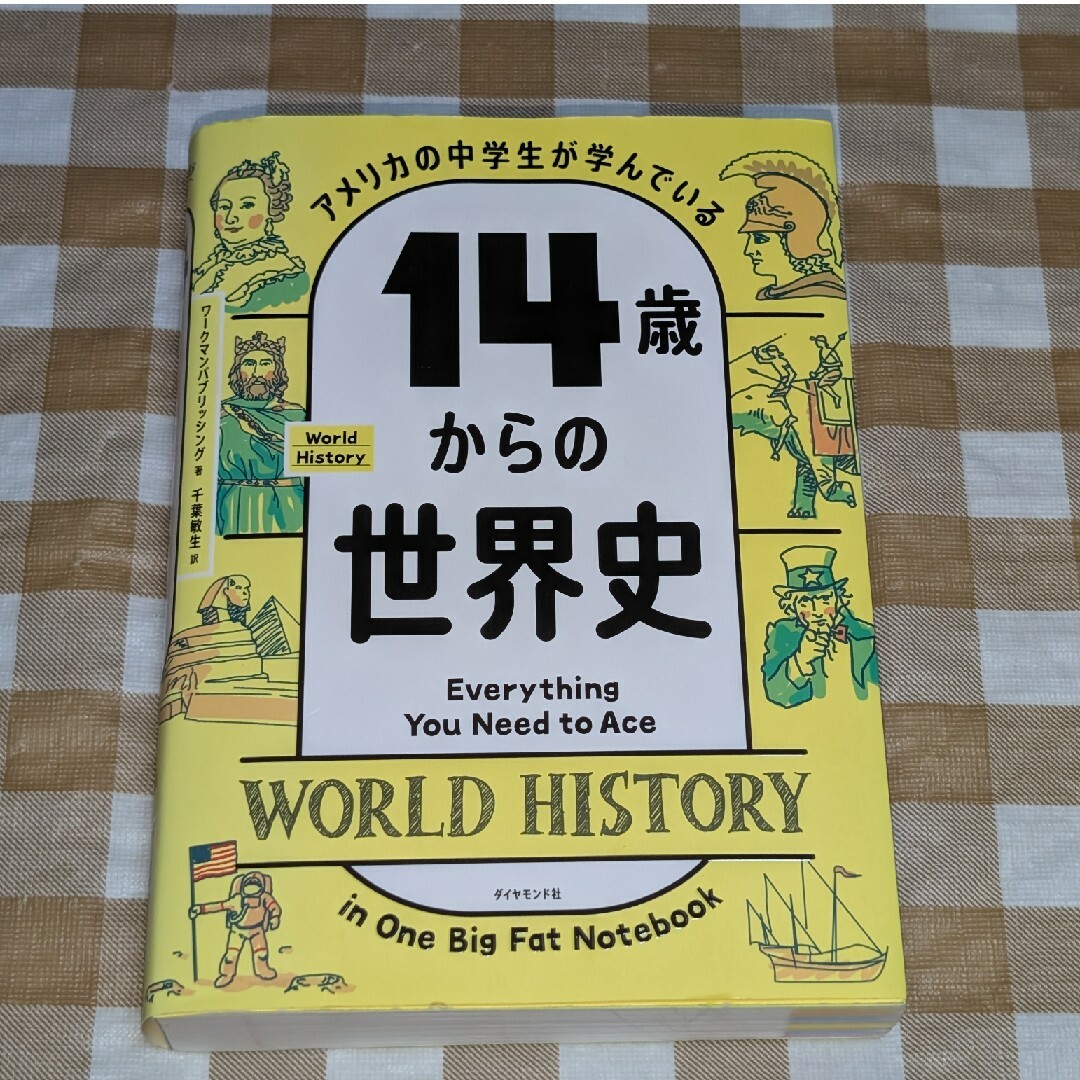 アメリカの中学生が学んでいる
14歳
からの
世界史
World
History
ワークマンパブリッシング 著 千葉敏生 訳
Everything
You Need to Ace
WORLD HISTORY
ダイヤモンド社
in One Big Fat Notebook